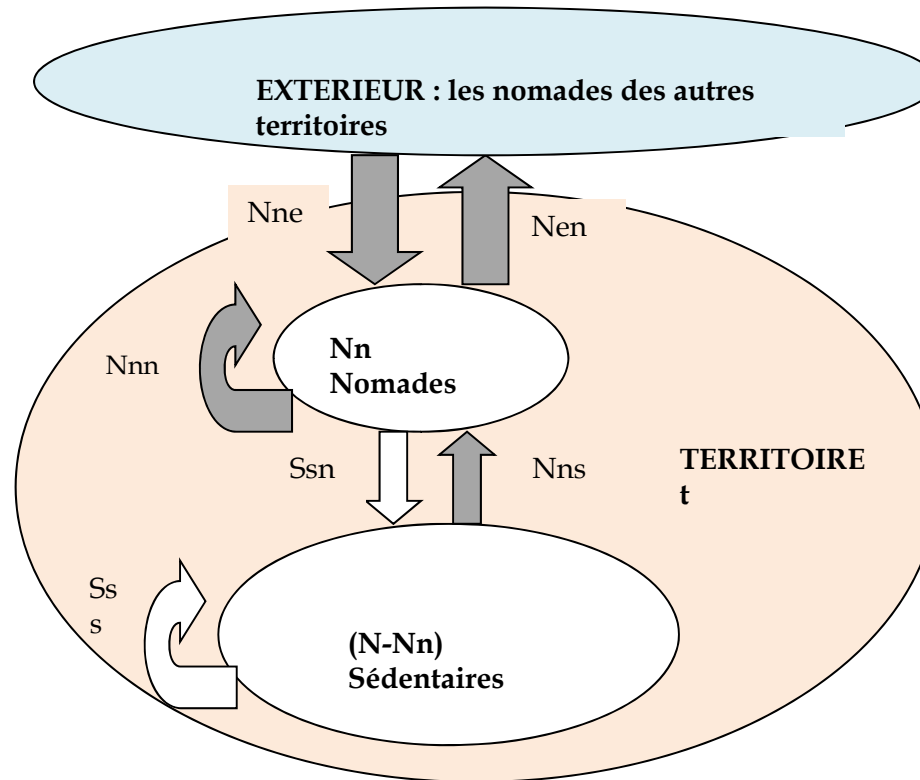 EXTERIEUR : les nomades des autres
territoires
Nne
Nen
Nn
Nomades
Nnn
Ssn
Nns
TERRITOIRE
t
Ss
s
(N-Nn)
Sédentaires